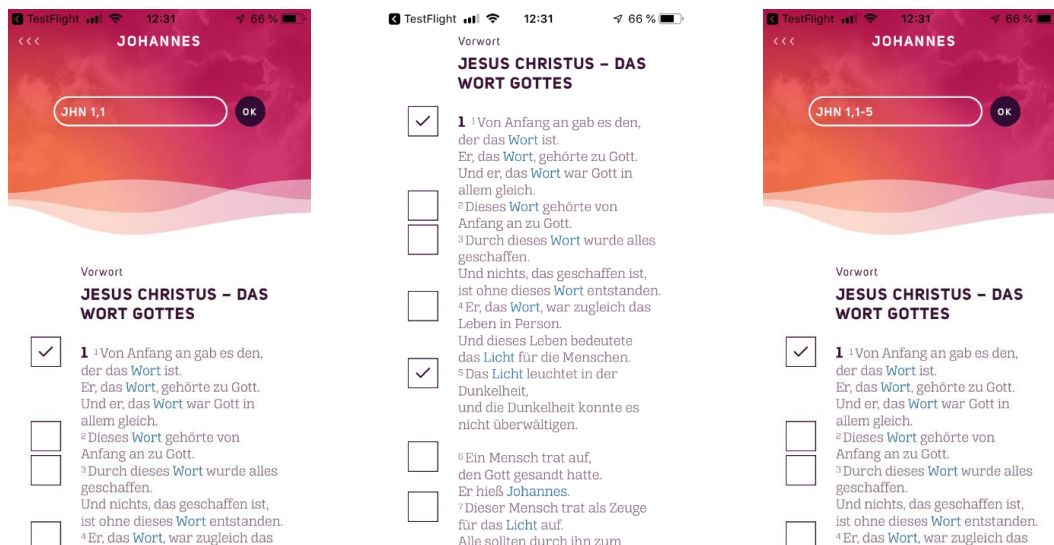 TestFlight 12:31 66 %
<<< JOHANNES
JHN 1,1 OK
Vorwort
JESUS CHRISTUS – DAS
WORT GOTTES
1 1 Von Anfang an gab es den,
der das Wort ist.
Er, das Wort, gehörte zu Gott.
Und er, das Wort war Gott in
allem gleich.
2 Dieses Wort gehörte von
Anfang an zu Gott.
3 Durch dieses Wort wurde alles
geschaffen.
Und nichts, das geschaffen ist,
ist ohne dieses Wort entstanden.
4 Er, das Wort, war zugleich das
TestFlight 12:31 66 %
Vorwort
JESUS CHRISTUS – DAS
WORT GOTTES
1 1 Von Anfang an gab es den,
der das Wort ist.
Er, das Wort, gehörte zu Gott.
Und er, das Wort war Gott in
allem gleich.
2 Dieses Wort gehörte von
Anfang an zu Gott.
3 Durch dieses Wort wurde alles
geschaffen.
Und nichts, das geschaffen ist,
ist ohne dieses Wort entstanden.
4 Er, das Wort, war zugleich das
Leben in Person.
Und dieses Leben bedeutete
das Licht für die Menschen.
5 Das Licht leuchtet in der
Dunkelheit,
und die Dunkelheit konnte es
nicht überwältigen.
6 Ein Mensch trat auf,
den Gott gesandt hatte.
Er hieß Johannes.
7 Dieser Mensch trat als Zeuge
für das Licht auf.
Alle sollten durch ihn zum
TestFlight 12:31 66 %
<<< JOHANNES
JHN 1,1-5 OK
Vorwort
JESUS CHRISTUS – DAS
WORT GOTTES
1 1 Von Anfang an gab es den,
der das Wort ist.
Er, das Wort, gehörte zu Gott.
Und er, das Wort war Gott in
allem gleich.
2 Dieses Wort gehörte von
Anfang an zu Gott.
3 Durch dieses Wort wurde alles
geschaffen.
Und nichts, das geschaffen ist,
ist ohne dieses Wort entstanden.
4 Er, das Wort, war zugleich das